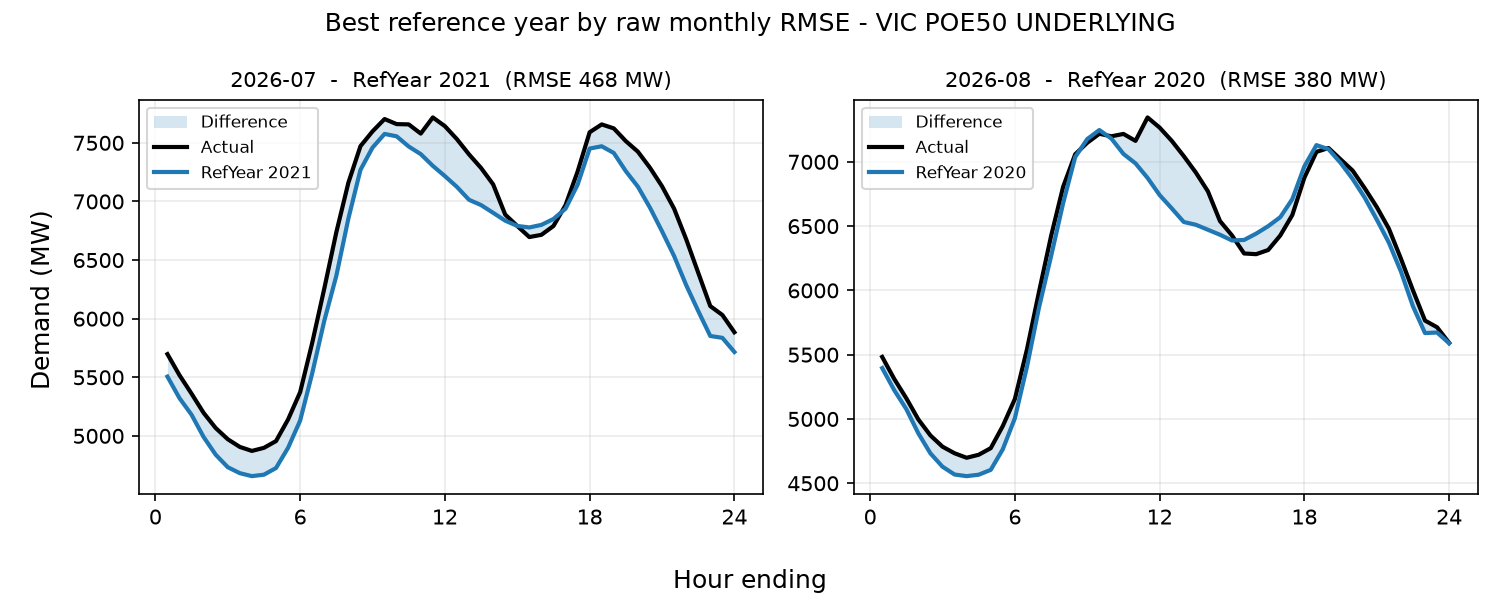 Best reference year by raw monthly RMSE - VIC POE50 UNDERLYING
2026-07 - RefYear 2021 (RMSE 468 MW)
Difference
Actual
RefYear 2021
7500
7000
6500
6000
5500
5000
0 6 12 18 24
Demand (MW)
2026-08 - RefYear 2020 (RMSE 380 MW)
Difference
Actual
RefYear 2020
7000
6500
6000
5500
5000
4500
0 6 12 18 24
Hour ending